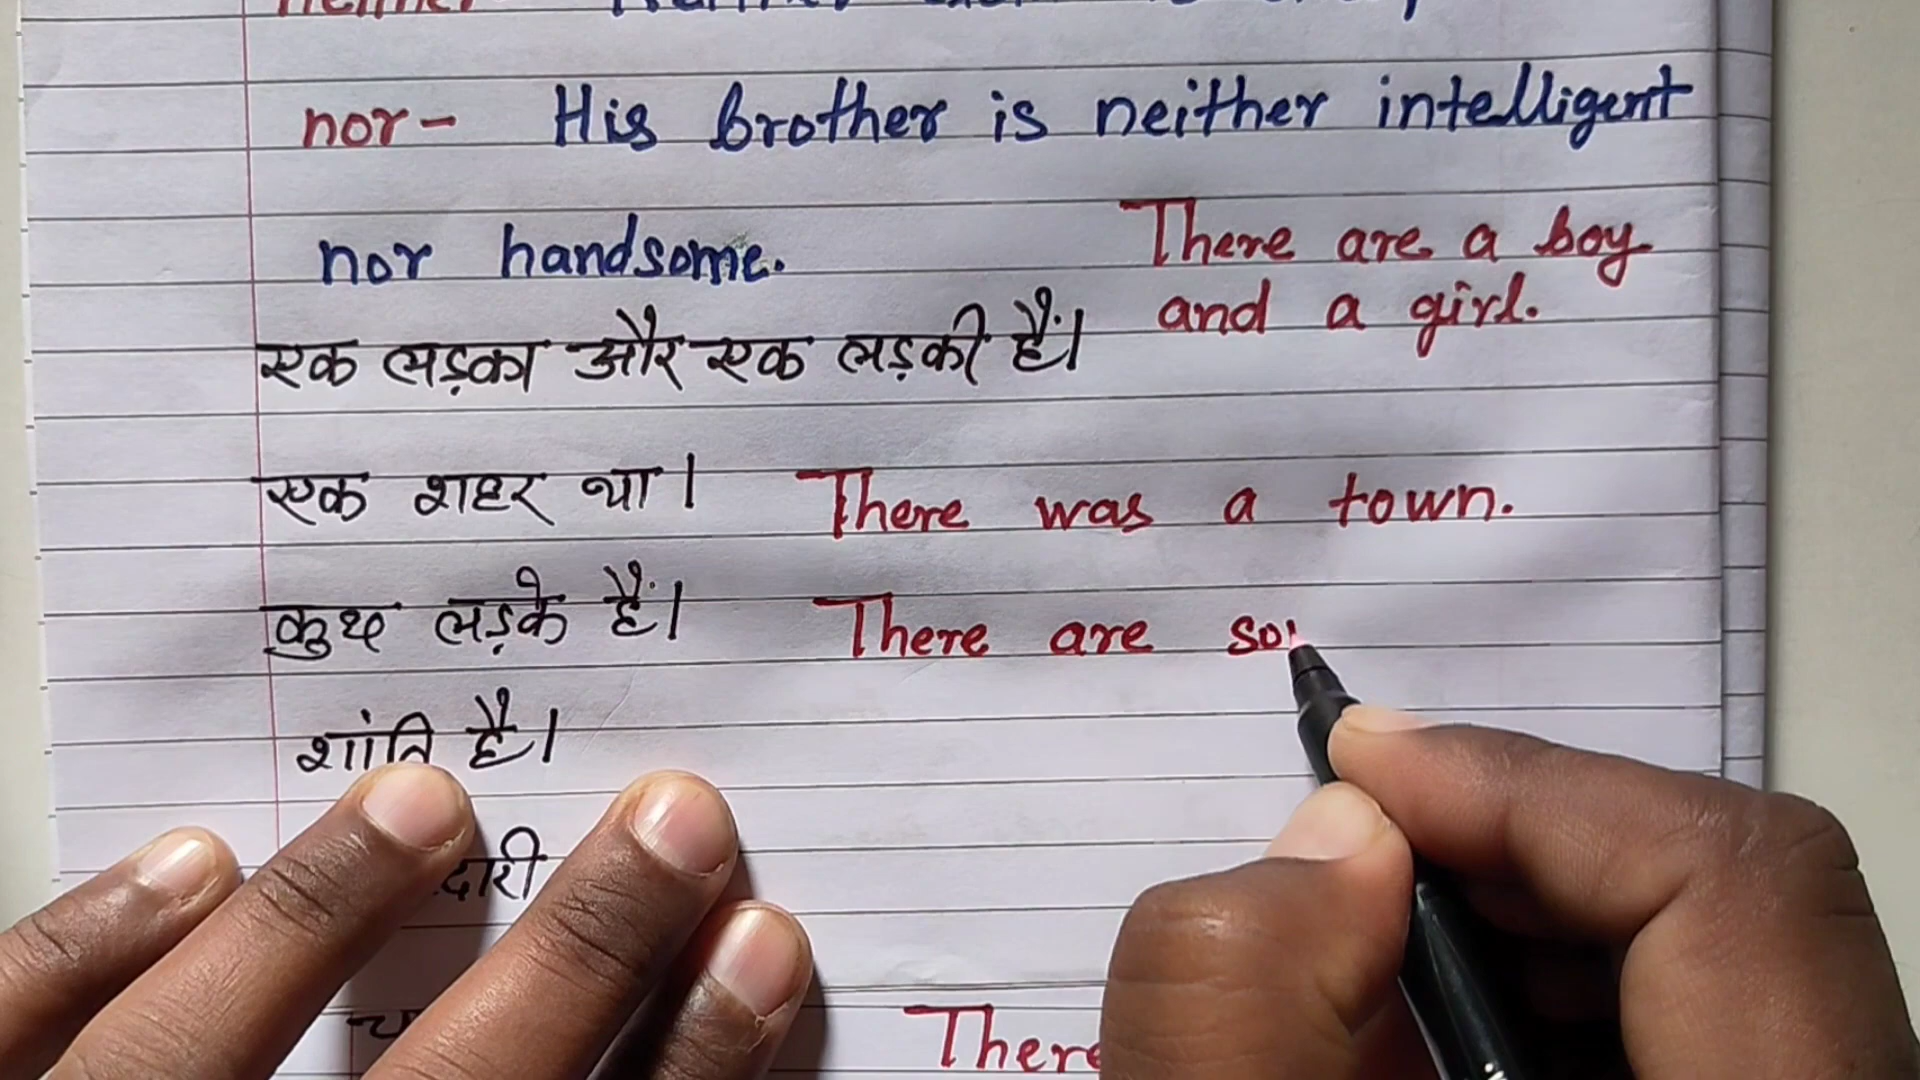 nor- His brother is neither intelligent
nor handsome.
There are a boy
and a girl.
एक लड़का और एक लड़की हैं।
एक शहर था। There was a town.
कुछ लड़के हैं। There are so
शांति है।
दारी
There